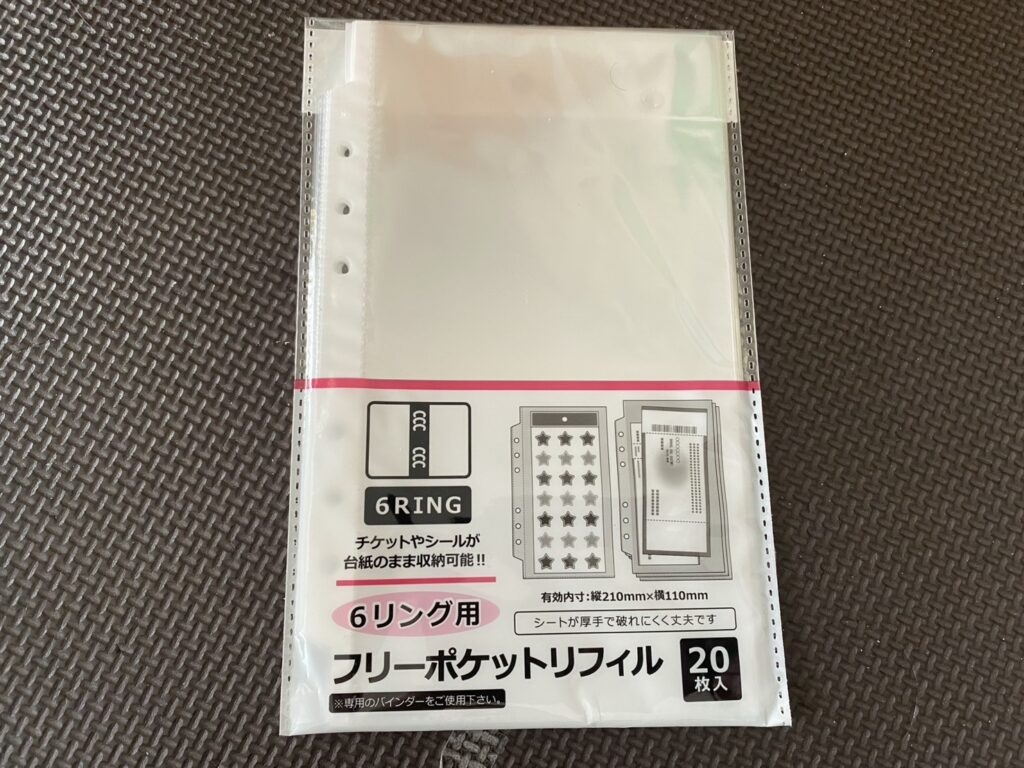 6RING
チケットやシールが
台紙のまま収納可能!!
有効内寸:縦210mm×横110mm
シートが厚手で破れにくく丈夫です
6リング用
フリーポケットリフィル
20
枚入
※専用のバインダーをご使用下さい。